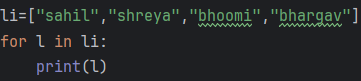 li=["sahil","shreya","bhoomi","bhargav"]
for l in li:
    print(l)